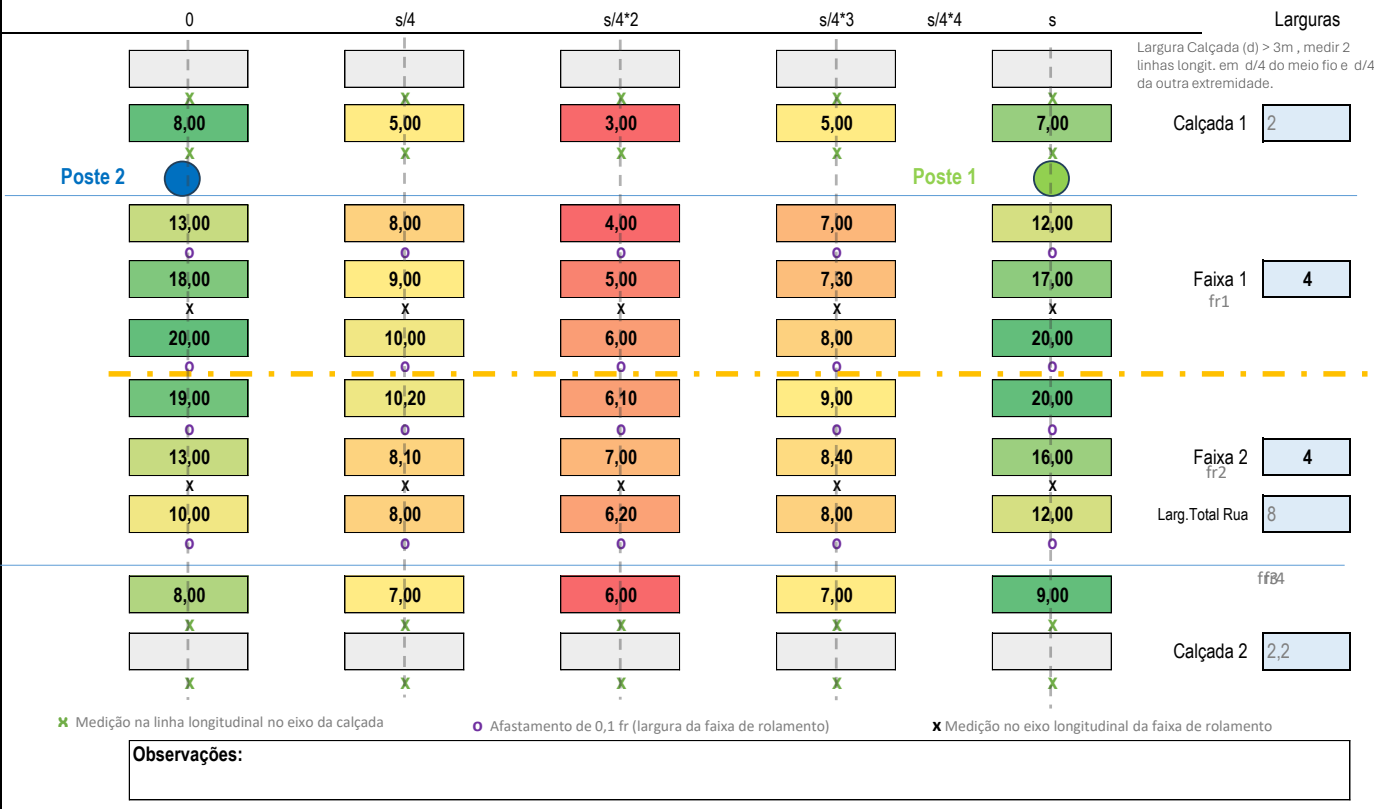 0 s/4 s/4*2 s/4*3 s/4*4 s Larguras
Largura Calçada (d) > 3m , medir 2
linhas longit. em d/4 do meio fio e d/4
da outra extremidade.
x x x x x
8,00 5,00 3,00 5,00 7,00 Calçada 1 2
x x x x x
Poste 2 Poste 1
13,00 8,00 4,00 7,00 12,00
o o o o o
18,00 9,00 5,00 7,30 17,00 Faixa 1 4
fr1
x x x x x
20,00 10,00 6,00 8,00 20,00
o o o o o
19,00 10,20 6,10 9,00 20,00
o o o o o
13,00 8,10 7,00 8,40 16,00 Faixa 2 4
fr2
x x x x x
10,00 8,00 6,20 8,00 12,00 Larg.Total Rua 8
o o o o o
8,00 7,00 6,00 7,00 9,00
x x x x x
Calçada 2 2,2
x x x x x
x Medição na linha longitudinal no eixo da calçada o Afastamento de 0,1 fr (largura da faixa de rolamento) x Medição no eixo longitudinal da faixa de rolamento
Observações: